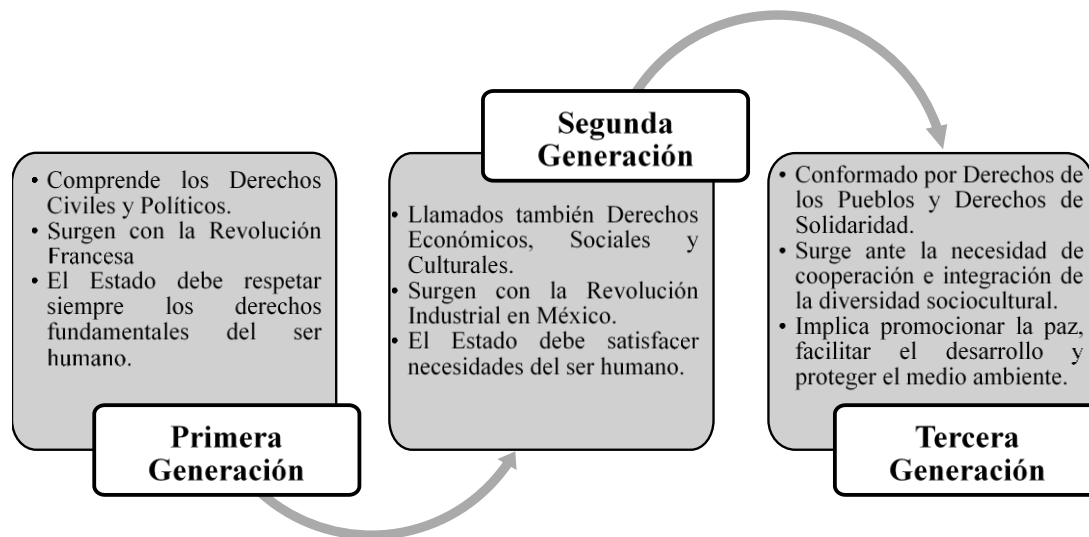 • Comprende los Derechos
Civiles y Políticos.
• Surgen con la Revolución
Francesa
• El Estado debe respetar
siempre los derechos
fundamentales del ser
humano.
Primera
Generación
Segunda
Generación
• Llamados también Derechos
Económicos, Sociales y
Culturales.
• Surgen con la Revolución
Industrial en México.
• El Estado debe satisfacer
necesidades del ser humano.
• Conformado por Derechos de
los Pueblos y Derechos de
Solidaridad.
• Surge ante la necesidad de
cooperación e integración de
la diversidad sociocultural.
• Implica promocionar la paz,
facilitar el desarrollo y
proteger el medio ambiente.
Tercera
Generación